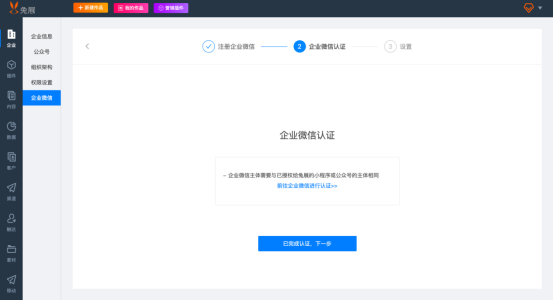 兔展
+ 新建作品
我的作品
营销插件
企业
插件
内容
数据
客户
渠道
触达
素材
移动
企业信息
公众号
组织架构
权限设置
企业微信
注册企业微信
2 企业微信认证
3 设置
企业微信认证
- 企业微信主体需要与已授权给兔展的小程序或公众号的主体相同
前往企业微信进行认证>>
已完成认证，下一步